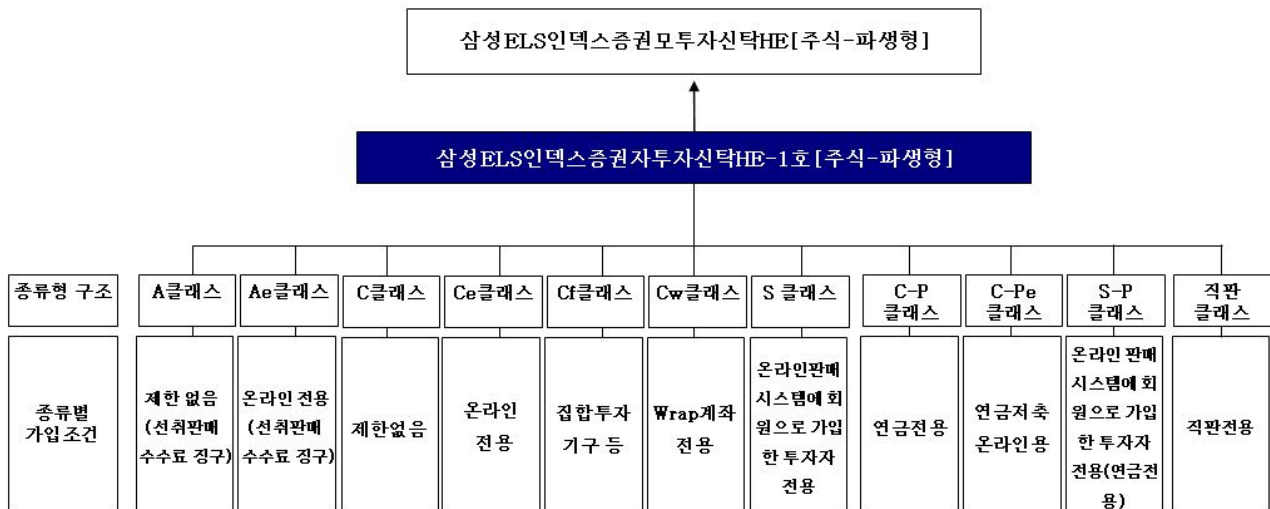 삼성ELS인덱스증권모투자신탁HE[주식-파생형]
삼성ELS인덱스증권자투자신탁HE-1호[주식-파생형]
종류형 구조
A클래스
Ae클래스
C클래스
Ce클래스
Cf클래스
Cw클래스
S 클래스
C-P
클래스
C-Pe
클래스
S-P
클래스
직판
클래스
종류별
가입조건
제한 없음
(선취판매
수수료 징구)
온라인 전용
(선취판매
수수료 징구)
제한없음
온라인
전용
집합투자
기구 등
Wrap계좌
전용
온라인판매
시스템에 회
원으로 가입
한 투자자
전용
연금전용
연금저축
온라인용
온라인 판매
시스템에 회
원으로 가입
한 투자자
전용(연금전
용)
직판전용